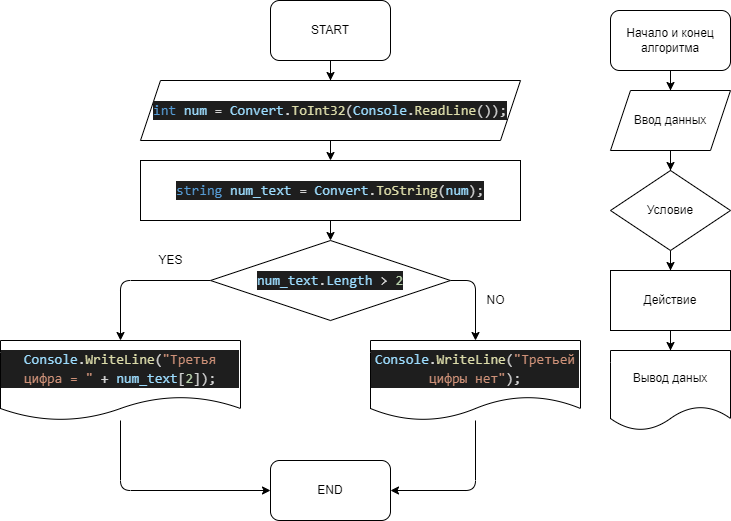 START
int num = Convert.ToInt32(Console.ReadLine());
string num_text = Convert.ToString(num);
YES
num_text.Length > 2
NO
Console.WriteLine("Третья
цифра = " + num_text[2]);
Console.WriteLine("Третьей
цифры нет");
END
Начало и конец
алгоритма
Ввод данных
Условие
Действие
Вывод даных